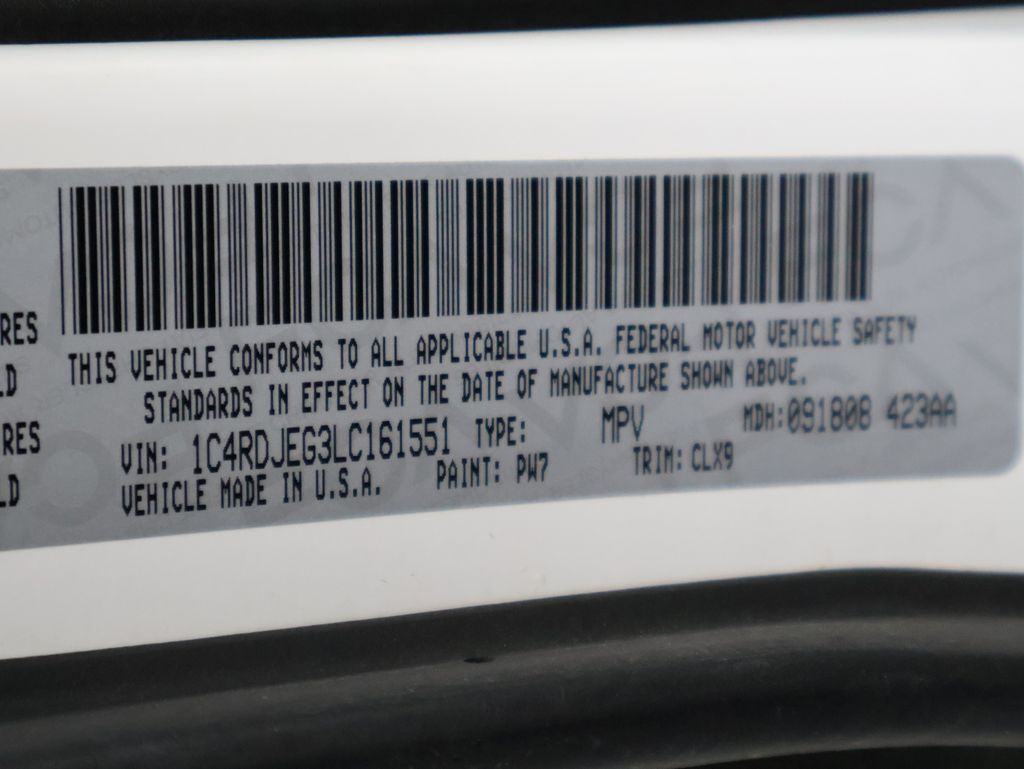 RES
LD
RES
LD
THIS VEHICLE CONFORMS TO ALL APPLICABLE U.S.A. FEDERAL MOTOR VEHICLE SAFETY
STANDARDS IN EFFECT ON THE DATE OF MANUFACTURE SHOWN ABOVE.
VIN: 1C4RDJEG3LC161551 TYPE: MPV MDH:091808 423AA
VEHICLE MADE IN U.S.A. PAINT: PW7 TRIM: CLX9